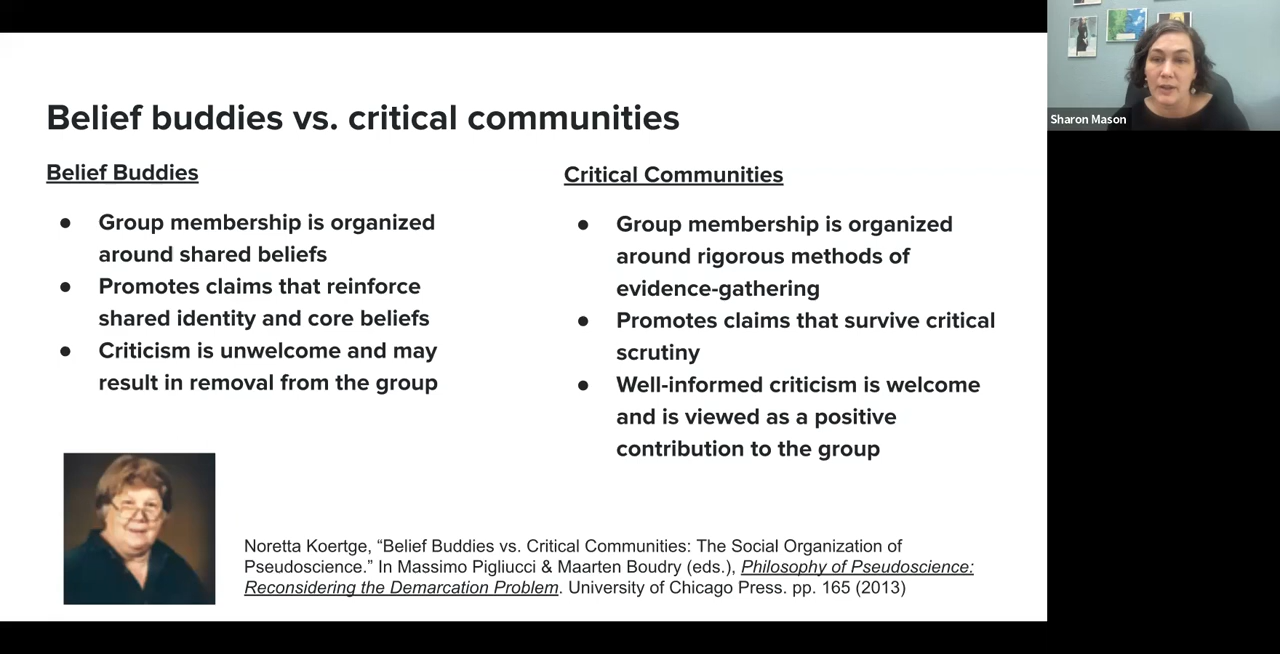 Belief buddies vs. critical communities
Belief Buddies
● Group membership is organized
around shared beliefs
● Promotes claims that reinforce
shared identity and core beliefs
● Criticism is unwelcome and may
result in removal from the group
Critical Communities
● Group membership is organized
around rigorous methods of
evidence-gathering
● Promotes claims that survive critical
scrutiny
● Well-informed criticism is welcome
and is viewed as a positive
contribution to the group
Noretta Koertge, “Belief Buddies vs. Critical Communities: The Social Organization of
Pseudoscience.” In Massimo Pigliucci & Maarten Boudry (eds.), Philosophy of Pseudoscience:
Reconsidering the Demarcation Problem. University of Chicago Press. pp. 165 (2013)
Sharon Mason